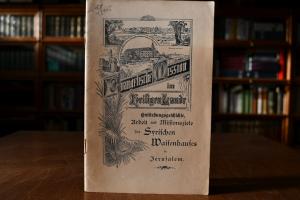 Evangelische Mission
im
Heiligen Lande
Entstehungsgeschichte,
Arbeit und Missionsziele
des Syrischen
Waisenhauses
in
Jerusalem.